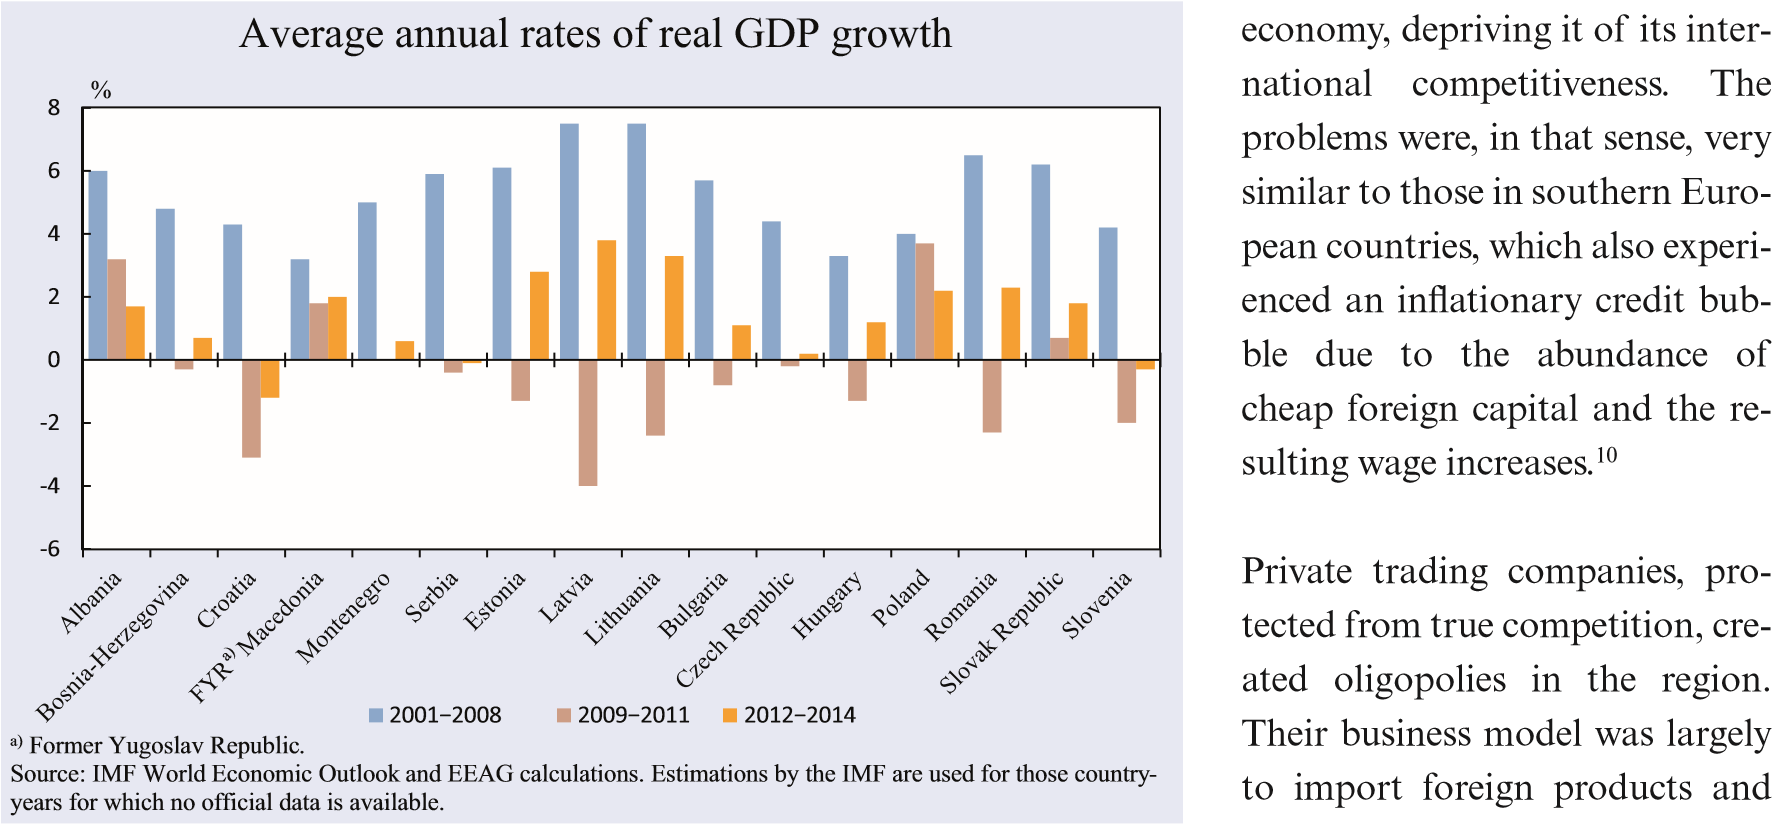 Average annual rates of real GDP growth
%
8
6
4
2
0
-2
-4
-6
Albania
Bosnia-Herzegovina
Croatia
FYRa) Macedonia
Montenegro
Serbia
Estonia
Latvia
Lithuania
Bulgaria
Czech Republic
Hungary
Poland
Romania
Slovak Republic
Slovenia
2001–2008 2009–2011 2012–2014
a) Former Yugoslav Republic.
Source: IMF World Economic Outlook and EEAG calculations. Estimations by the IMF are used for those country-
years for which no official data is available.
economy, depriving it of its inter-
national competitiveness. The
problems were, in that sense, very
similar to those in southern Euro-
pean countries, which also experi-
enced an inflationary credit bub-
ble due to the abundance of
cheap foreign capital and the re-
sulting wage increases.10
Private trading companies, pro-
tected from true competition, cre-
ated oligopolies in the region.
Their business model was largely
to import foreign products and